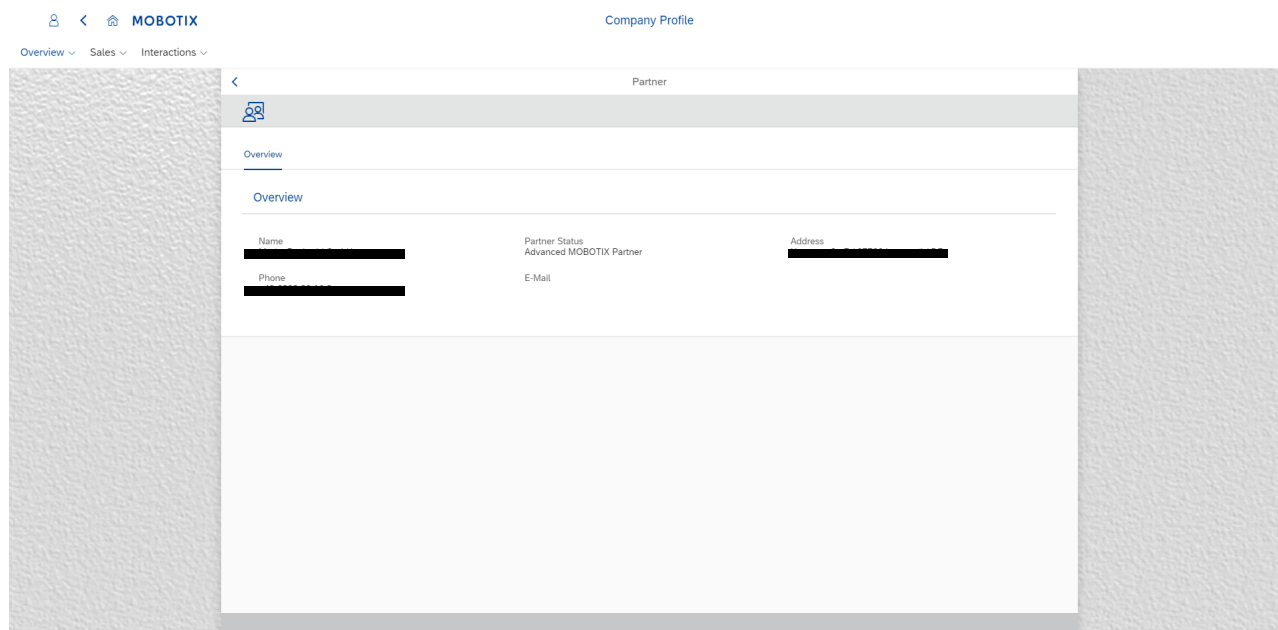 MOBOTIX
Company Profile
Overview Sales Interactions
Partner
Overview
Overview
Name Partner Status Address
Advanced MOBOTIX Partner
Phone E-Mail